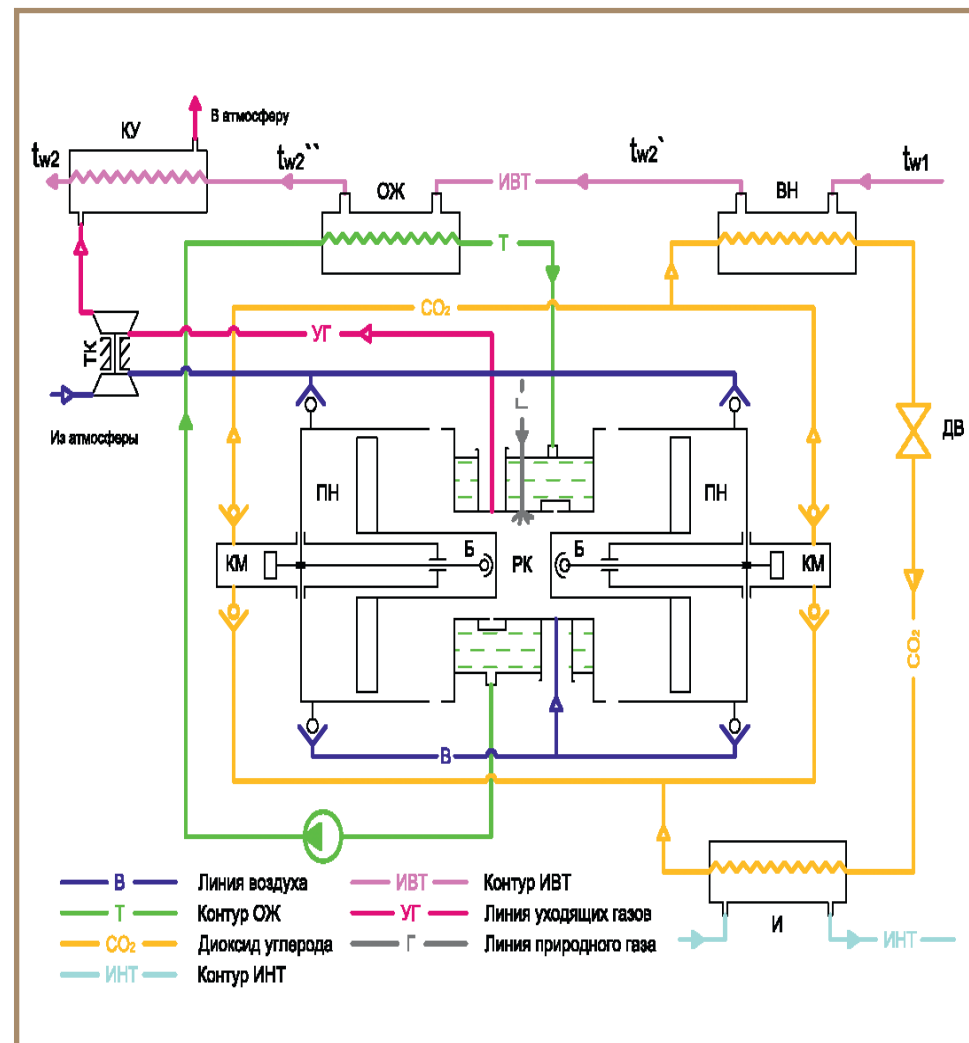 В атмосферу
КУ
tw2
tw2``
ОЖ
ИВТ
tw2`
ВН
tw1
Т
CO₂
УГ
ТК
Г
Из атмосферы
ДВ
ПН
ПН
КМ
Б
РК
Б
КМ
CO₂
В
И
ИНТ
В Линия воздуха
Т Контур ОЖ
CO₂ Диоксид углерода
ИНТ Контур ИНТ
ИВТ Контур ИВТ
УГ Линия уходящих газов
Г Линия природного газа